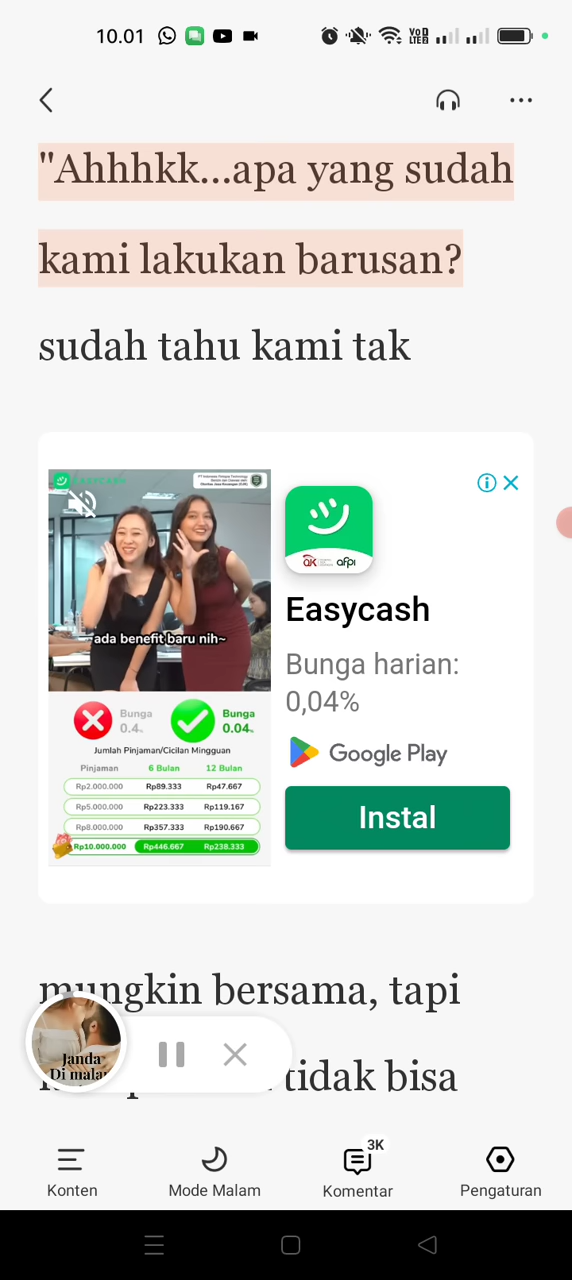 10.01
VoD
LTE2
"Ahhhkk...apa yang sudah
kami lakukan barusan?
sudah tahu kami tak
EASYCASH
ada benefit baru nih~
Bunga
0.4%
Bunga
0.04%
Jumlah Pinjaman/Cicilan Mingguan
Pinjaman 6 Bulan 12 Bulan
Rp2.000.000 Rp89.333 Rp47.667
Rp5.000.000 Rp223.333 Rp119.167
Rp8.000.000 Rp357.333 Rp190.667
Rp10.000.000 Rp446.667 Rp238.333
afpi
Easycash
Bunga harian:
0,04%
Google Play
Instal
mungkin bersama, tapi
Janda
tidak bisa
3K
Konten Mode Malam Komentar Pengaturan